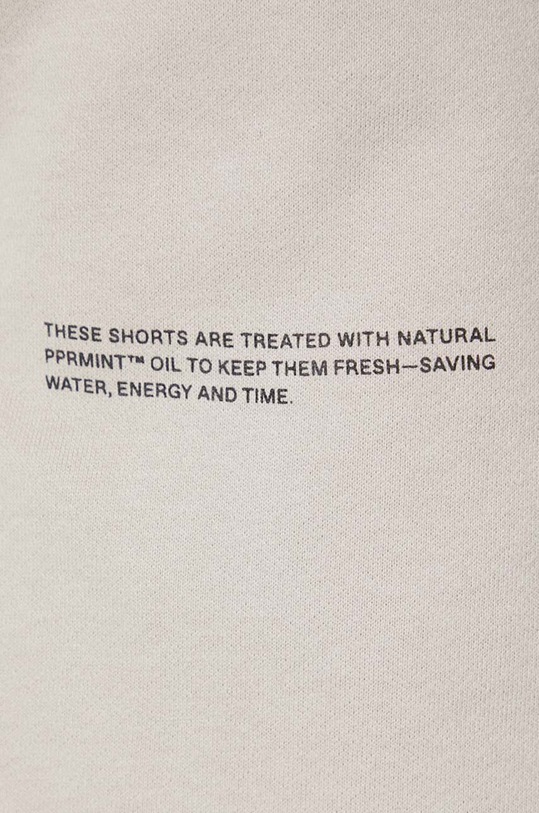 THESE SHORTS ARE TREATED WITH NATURAL
PPRMINT™ OIL TO KEEP THEM FRESH—SAVING
WATER, ENERGY AND TIME.